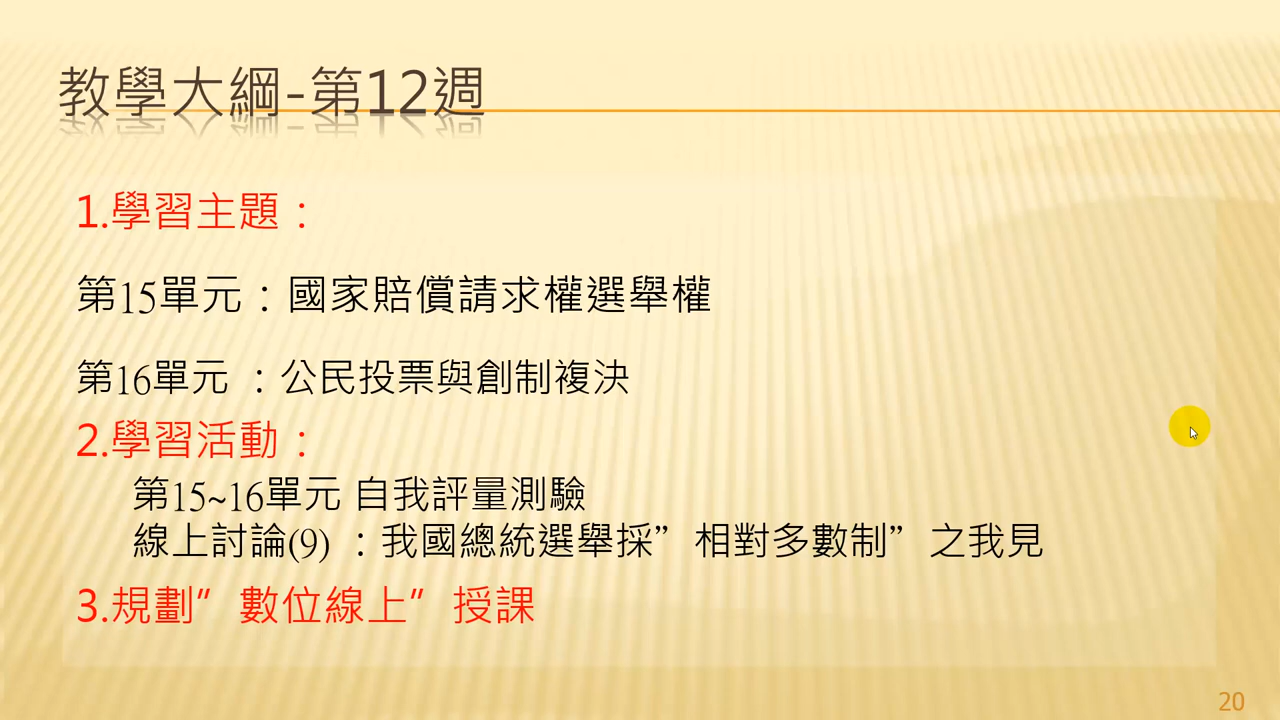 教學大綱-第12週
1.學習主題：
第15單元：國家賠償請求權選舉權
第16單元 ：公民投票與創制複決
2.學習活動：
第15~16單元 自我評量測驗
線上討論(9) ：我國總統選舉採”相對多數制”之我見
3.規劃”數位線上”授課
20